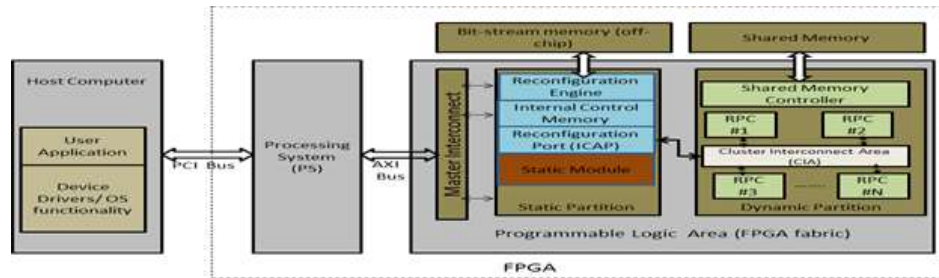 Bit-stream memory (off-
chip)
Shared Memory
Host Computer
User
Application
Device
Drivers/ OS
functionality
PCI Bus
Processing
System
(PS)
AXI
Bus
Master Interconnect
Reconfiguration
Engine
Internal Control
Memory
Reconfiguration
Port (ICAP)
Static Module
Static Partition
Shared Memory
Controller
RPC
#1
RPC
#2
Cluster Interconnect Area
(CIA)
RPC
#3
........
RPC
#N
Dynamic Partition
Programmable Logic Area (FPGA fabric)
FPGA